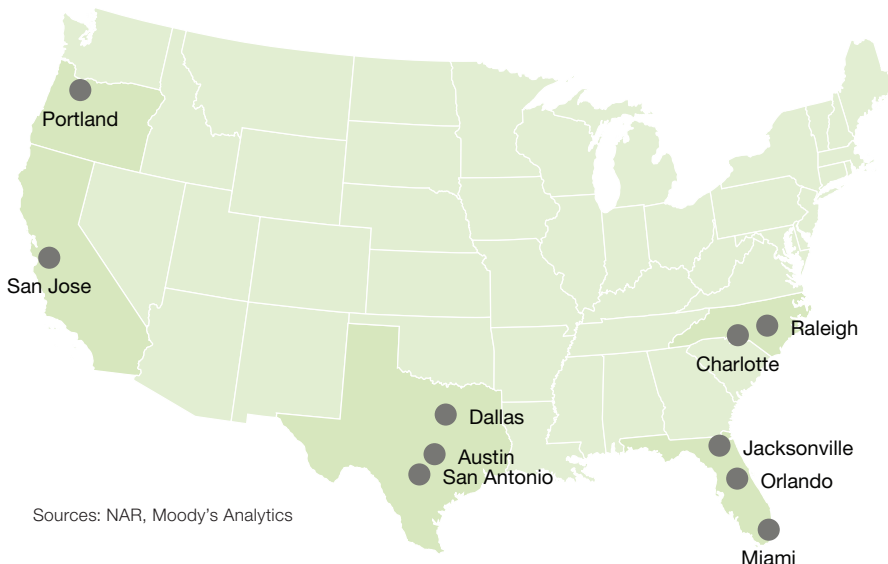 Portland
San Jose
Raleigh
Charlotte
Dallas
Jacksonville
Austin
San Antonio
Orlando
Sources: NAR, Moody’s Analytics
Miami